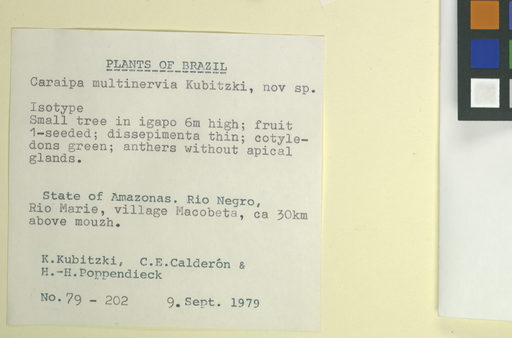 PLANTS OF BRAZIL
Caraipa multinervia Kubitzki, nov sp.
Isotype
Small tree in igapo 6m high; fruit
1-seeded; dissepimenta thin; cotyle-
dons green; anthers without apical
glands.
State of Amazonas. Rio Negro,
Rio Marie, village Macobeta, ca 30km
above mouzh.
K.Kubitzki, C.E.Calderón &
H.-H.Poppendieck
No.79 - 202 9.Sept. 1979